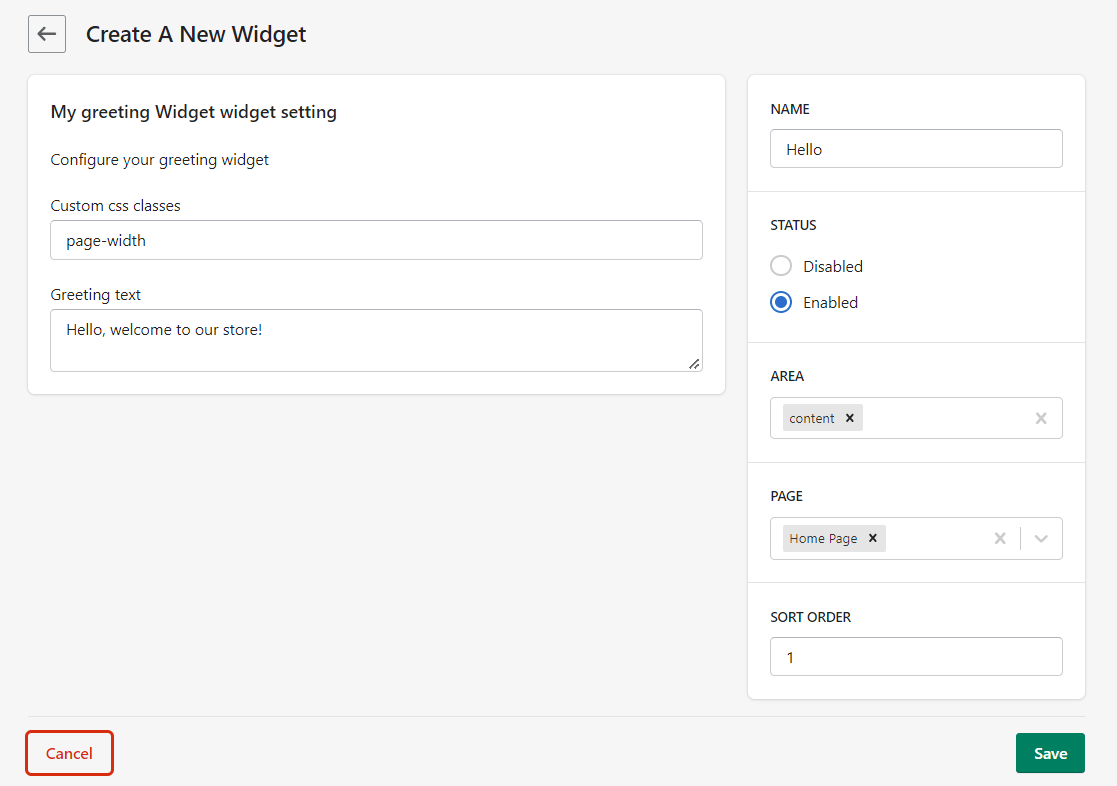 Create A New Widget
My greeting Widget widget setting
Configure your greeting widget
Custom css classes
page-width
Greeting text
Hello, welcome to our store!
NAME
Hello
STATUS
Disabled
Enabled
AREA
content
PAGE
Home Page
SORT ORDER
1
Cancel
Save